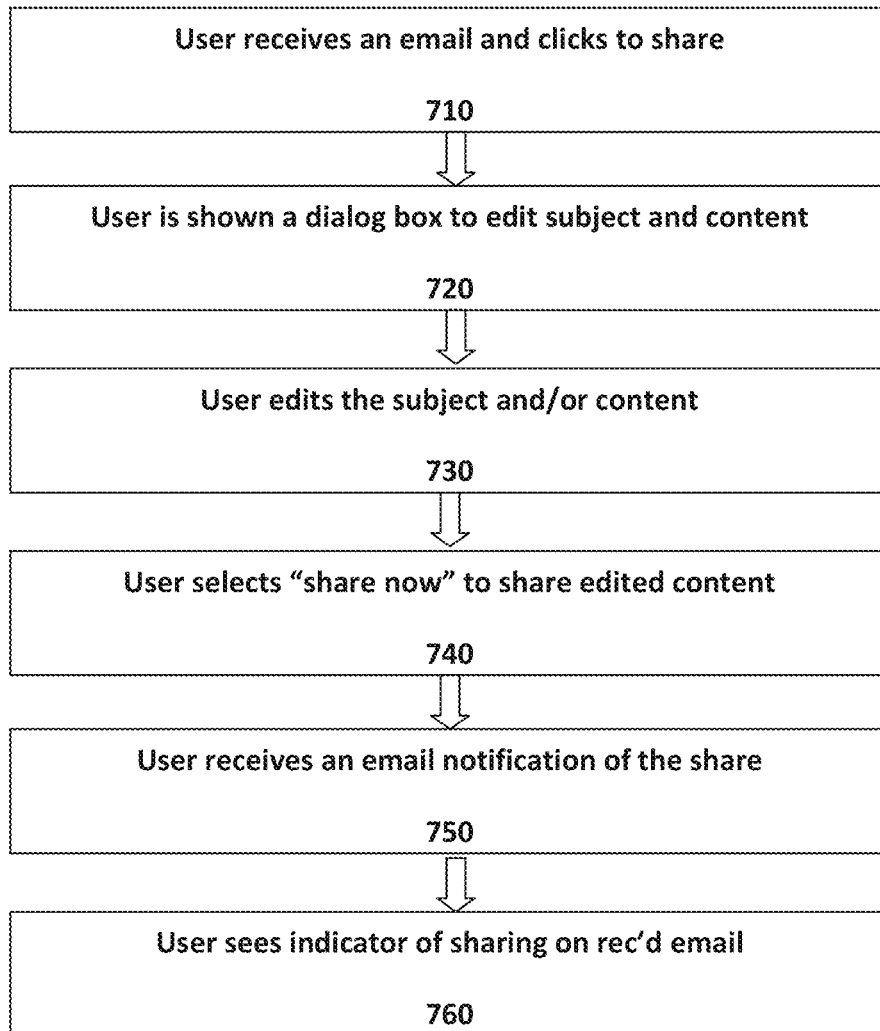 User receives an email and clicks to share
710
User is shown a dialog box to edit subject and content
720
User edits the subject and/or content
730
User selects “share now” to share edited content
740
User receives an email notification of the share
750
User sees indicator of sharing on rec’d email
760